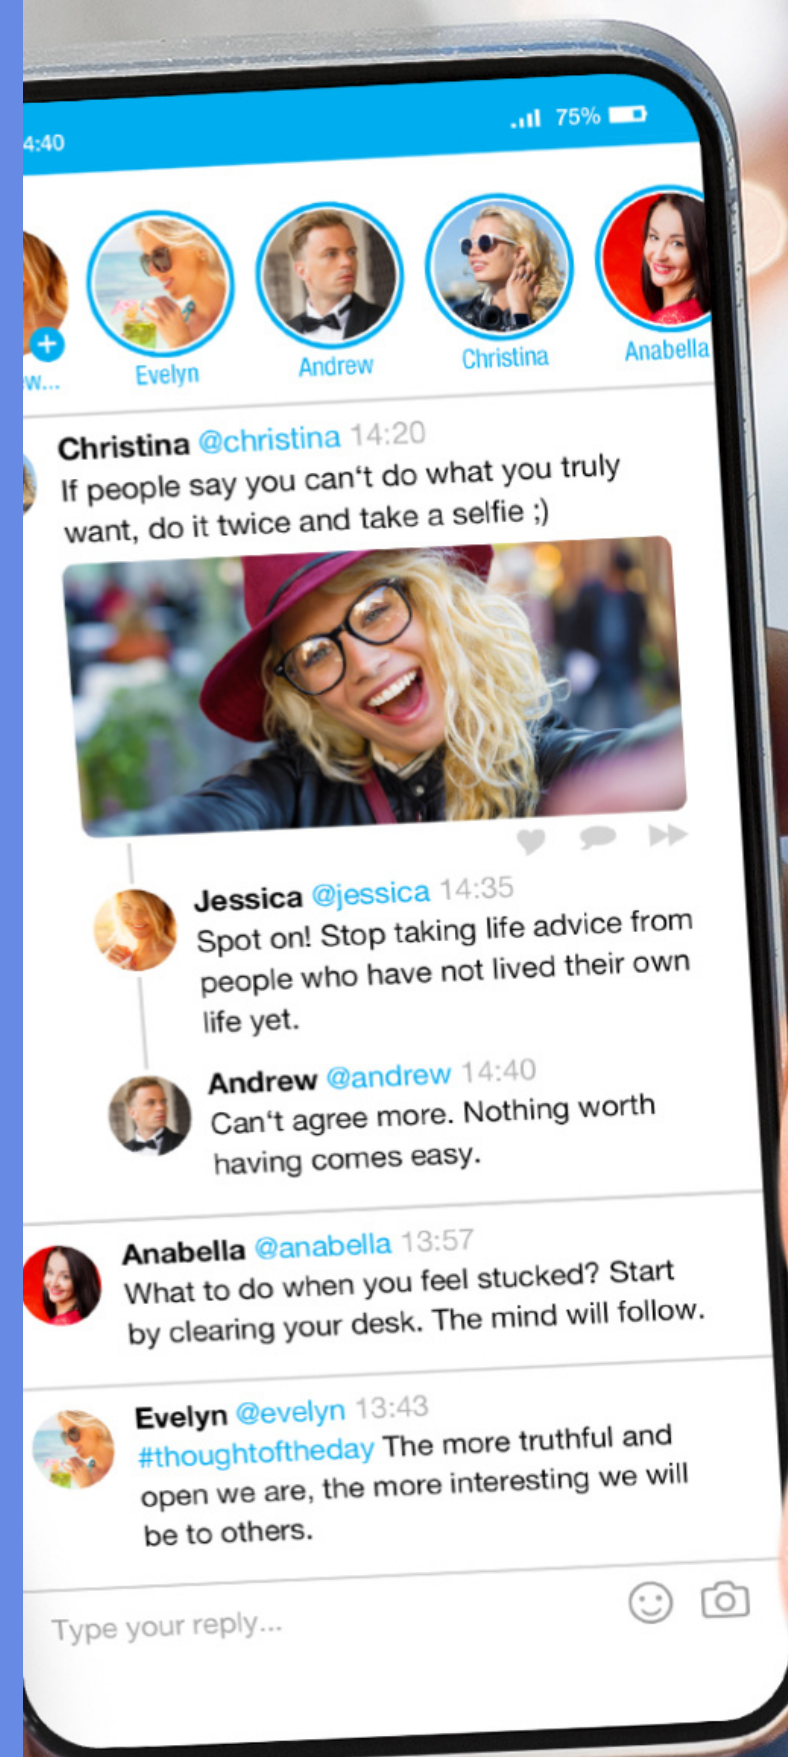 4:40 75%
w... Evelyn Andrew Christina Anabella
Christina @christina 14:20
If people say you can‘t do what you truly
want, do it twice and take a selfie ;)
Jessica @jessica 14:35
Spot on! Stop taking life advice from
people who have not lived their own
life yet.
Andrew @andrew 14:40
Can‘t agree more. Nothing worth
having comes easy.
Anabella @anabella 13:57
What to do when you feel stucked? Start
by clearing your desk. The mind will follow.
Evelyn @evelyn 13:43
#thoughtoftheday The more truthful and
open we are, the more interesting we will
be to others.
Type your reply...